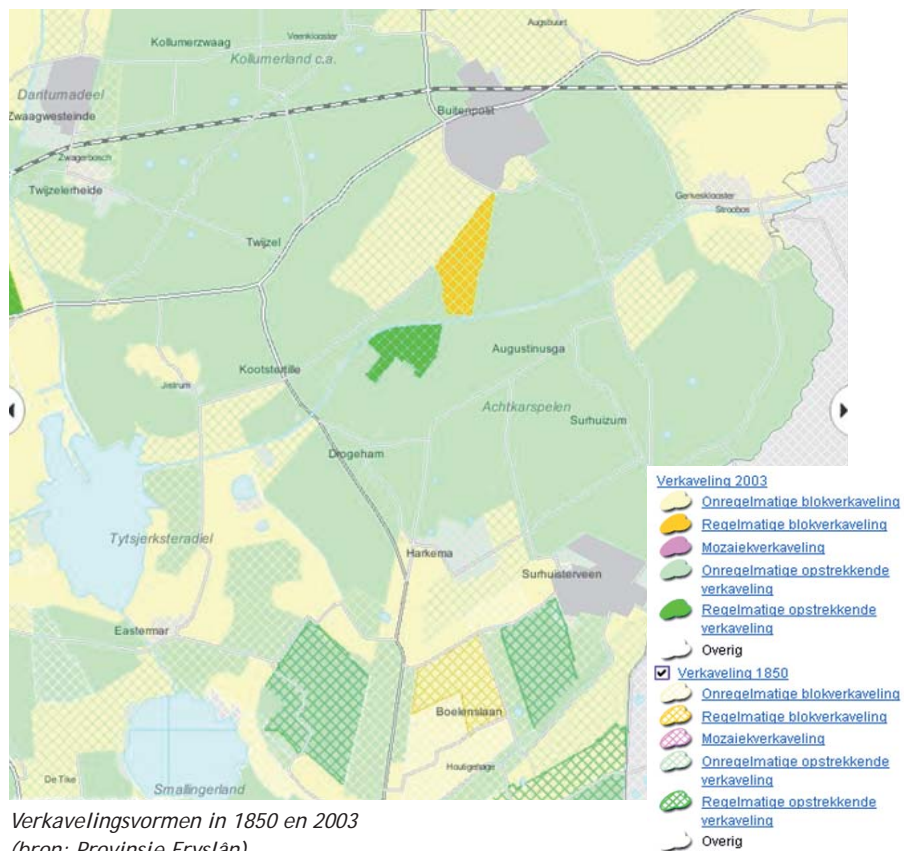 Augsbuurt
Veenklooster
Kollumerzwaag
Kollumerland c.a.
Dantumadeel
Zwaagwesteinde
Buitenpost
Zwagerbosch
Twijzelerheide
Gerkesklooster
Stroobos
Twijzel
Augustinusga
Kootstertille
Jistrum
Achtkarspelen
Surhuizum
Drogeham
Tytsjerksteradiel
Harkema
Surhuisterveen
Eastermar
Boelenslaan
Houtigehage
De Tike
Smallingerland
Verkaveling 2003
Onregelmatige blokverkaveling
Regelmatige blokverkaveling
Mozaiekverkaveling
Onregelmatige opstrekkende
verkaveling
Regelmatige opstrekkende
verkaveling
Overig
Verkaveling 1850
Onregelmatige blokverkaveling
Regelmatige blokverkaveling
Mozaiekverkaveling
Onregelmatige opstrekkende
verkaveling
Regelmatige opstrekkende
verkaveling
Overig
Verkavelingsvormen in 1850 en 2003
(bron: Provinsje Fryslân)